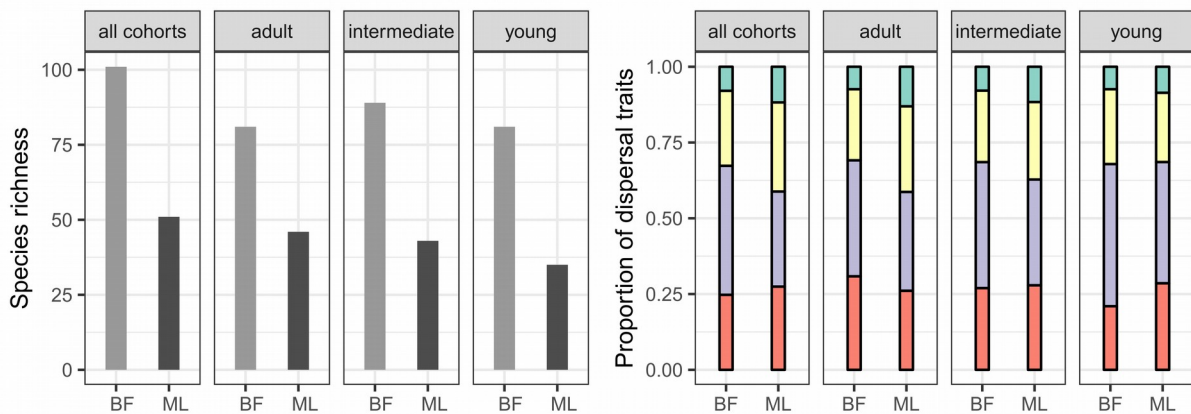 all cohorts adult intermediate young
Species richness
100
75
50
25
0
BF ML BF ML BF ML BF ML
all cohorts adult intermediate young
Proportion of dispersal traits
1.00
0.75
0.50
0.25
0.00
BF ML BF ML BF ML BF ML